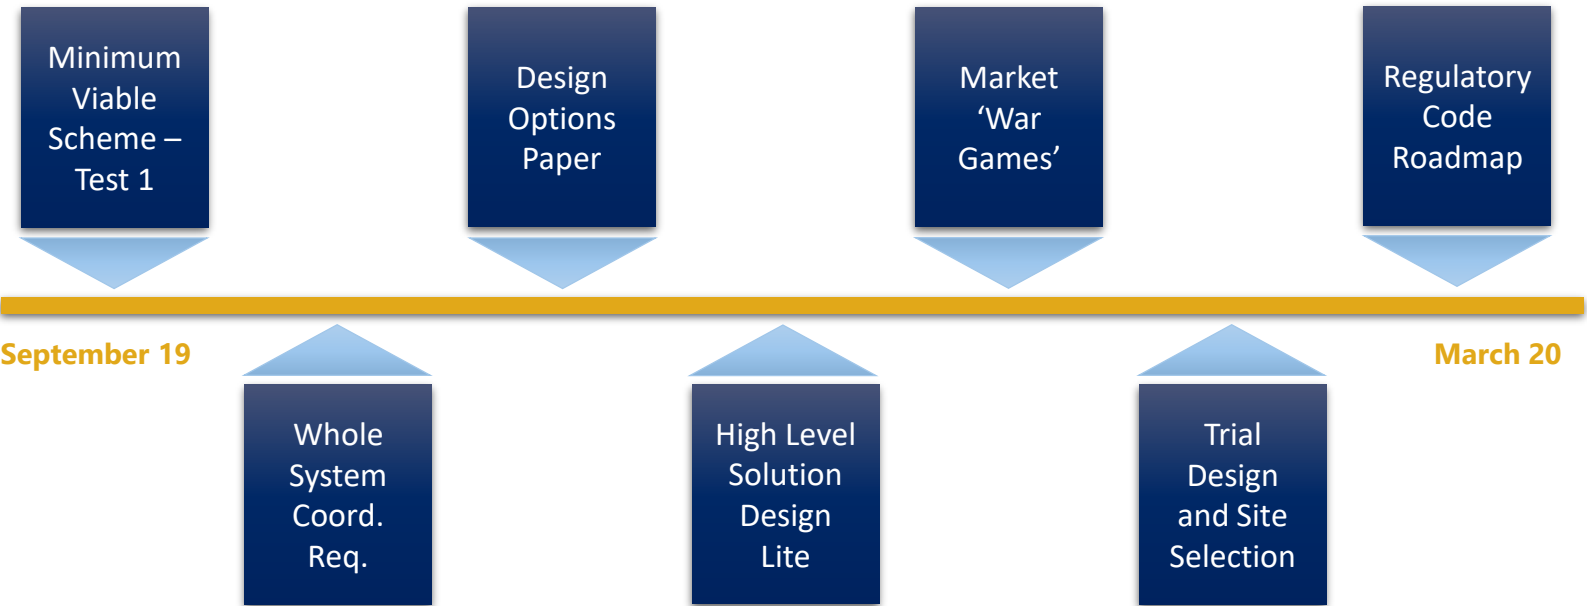 Minimum
Viable
Scheme –
Test 1
Design
Options
Paper
Market
‘War
Games’
Regulatory
Code
Roadmap
September 19
March 20
Whole
System
Coord.
Req.
High Level
Solution
Design
Lite
Trial
Design
and Site
Selection